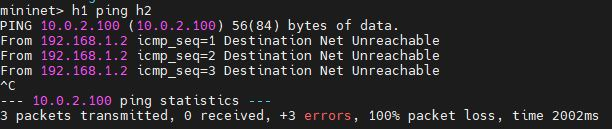 mininet> h1 ping h2
PING 10.0.2.100 (10.0.2.100) 56(84) bytes of data.
From 192.168.1.2 icmp_seq=1 Destination Net Unreachable
From 192.168.1.2 icmp_seq=2 Destination Net Unreachable
From 192.168.1.2 icmp_seq=3 Destination Net Unreachable
^C
--- 10.0.2.100 ping statistics ---
3 packets transmitted, 0 received, +3 errors, 100% packet loss, time 2002ms